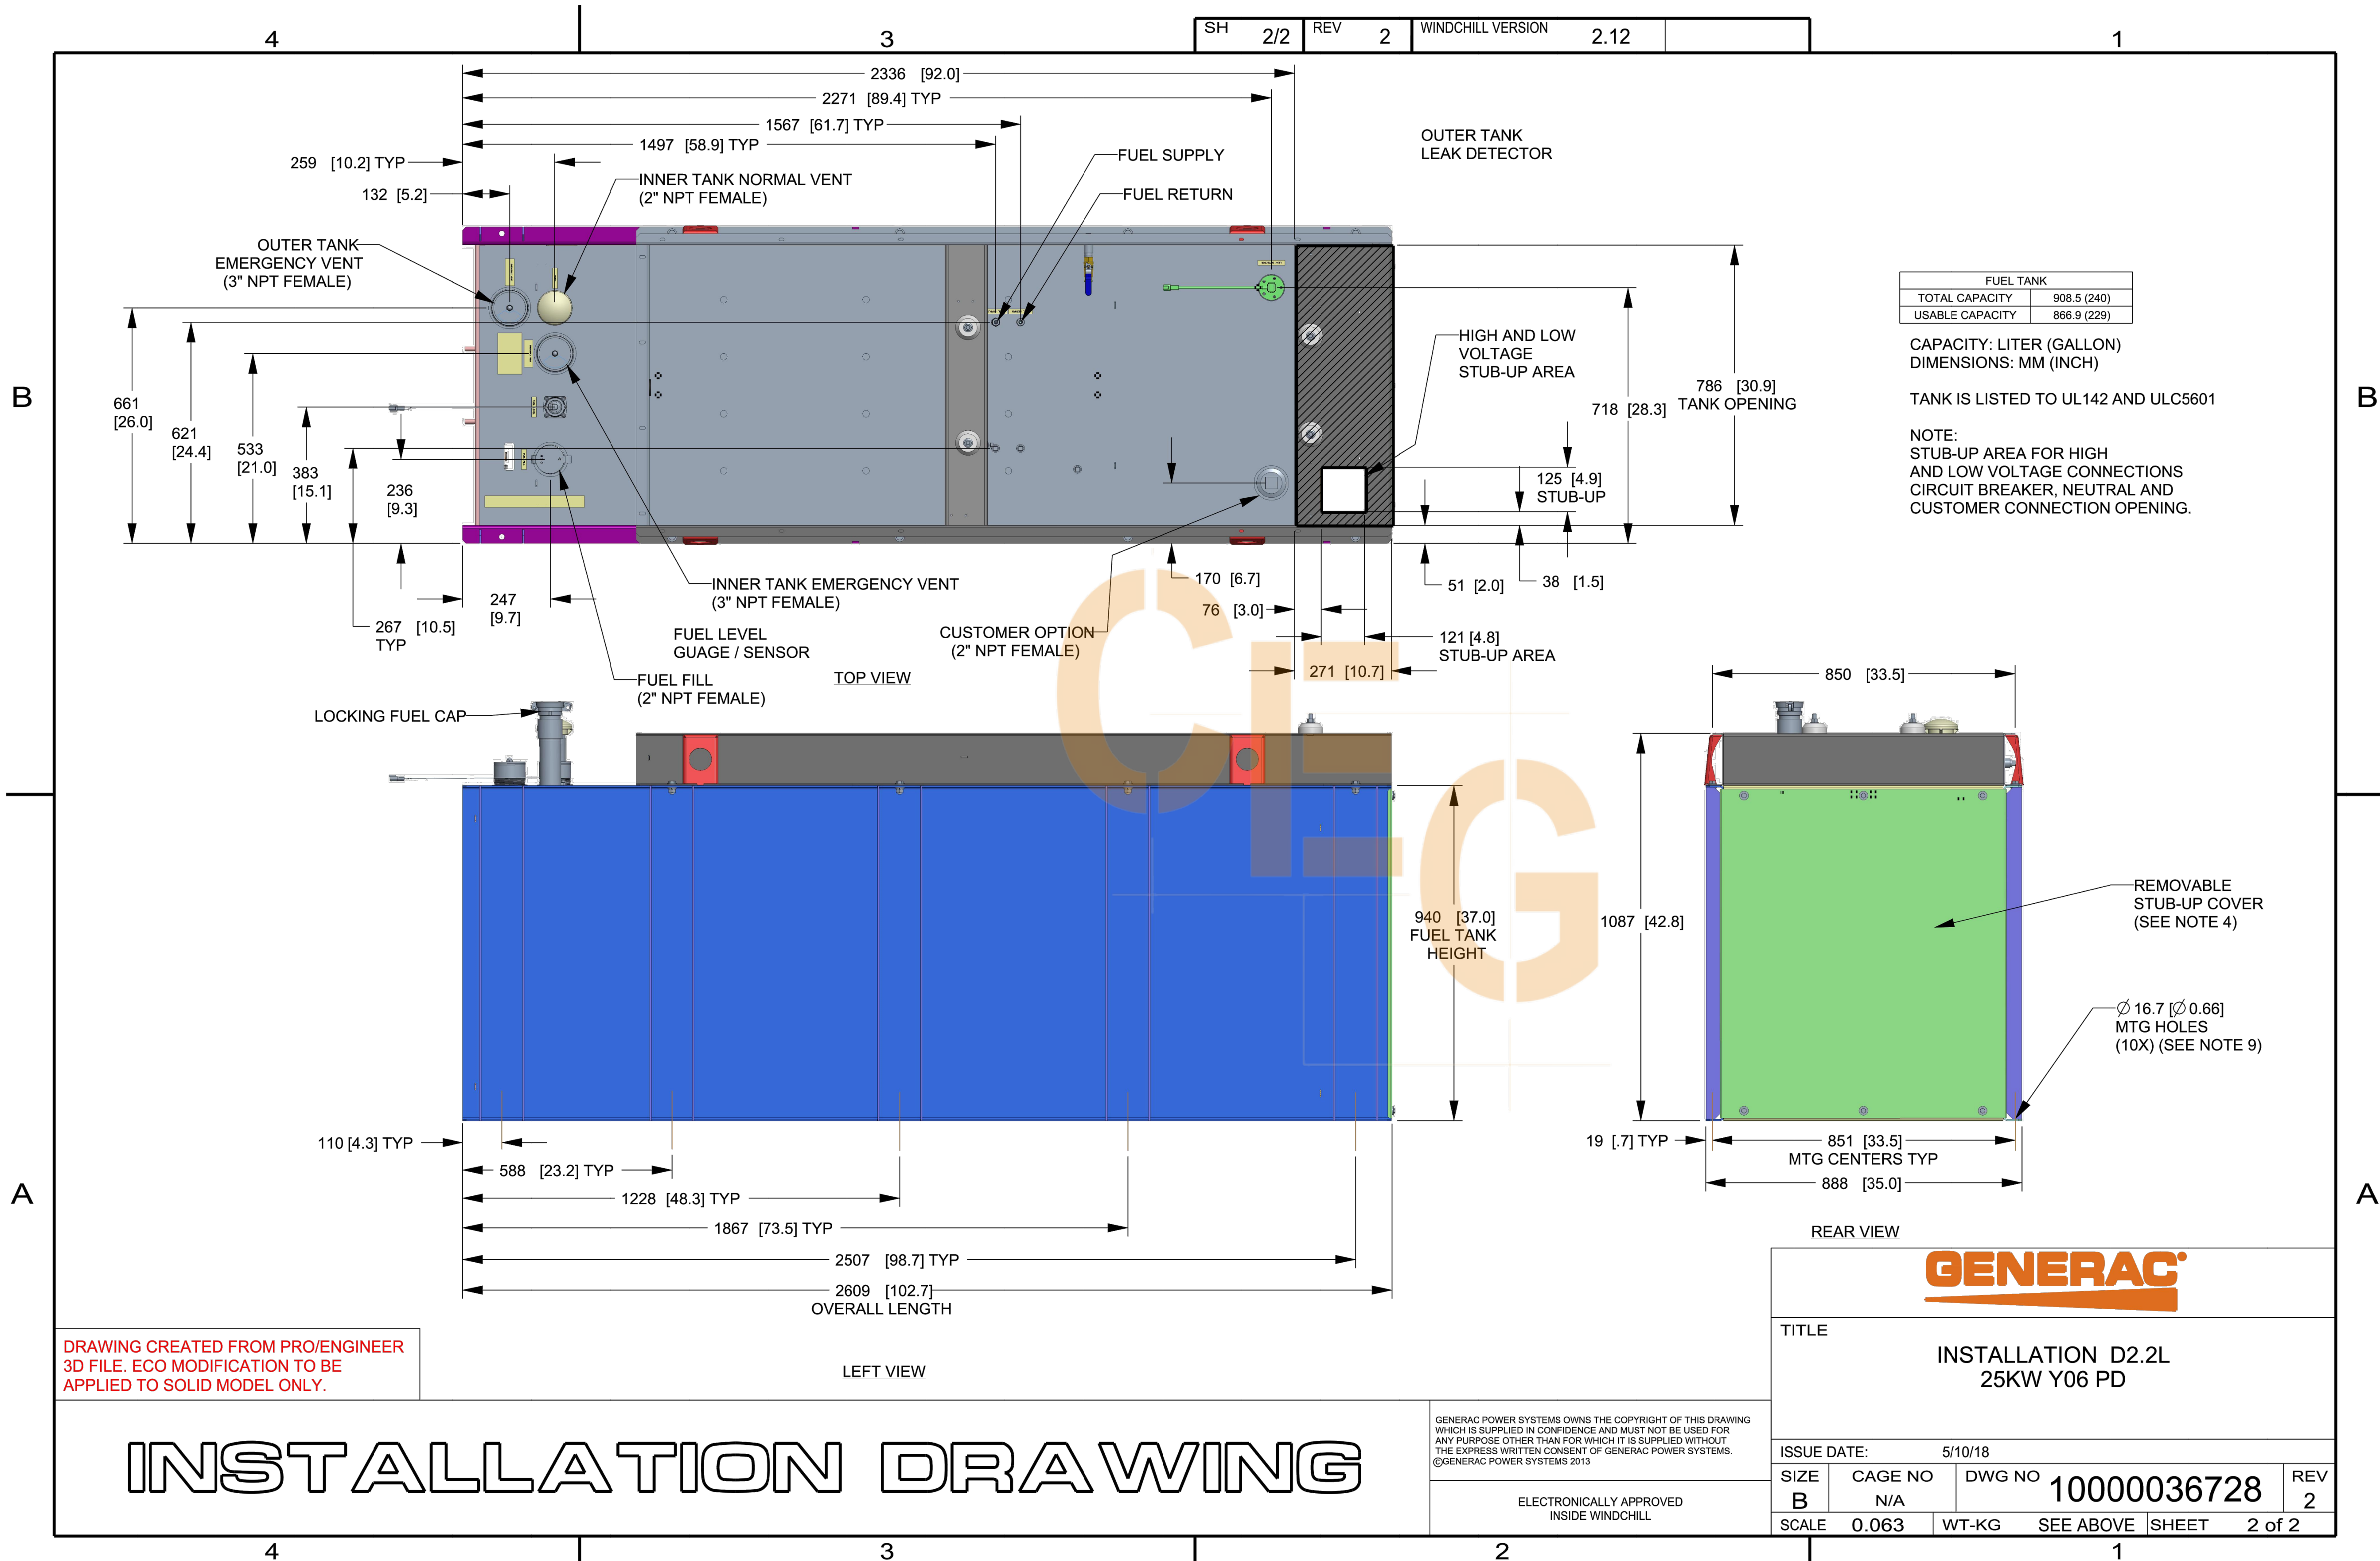 4
3
SH 2/2
REV 2
WINDCHILL VERSION 2.12
1
2336 [92.0]
2271 [89.4] TYP
1567 [61.7] TYP
1497 [58.9] TYP
259 [10.2] TYP
132 [5.2]
INNER TANK NORMAL VENT
(2" NPT FEMALE)
FUEL SUPPLY
FUEL RETURN
OUTER TANK
LEAK DETECTOR
OUTER TANK
EMERGENCY VENT
(3" NPT FEMALE)
661
[26.0]
621
[24.4]
533
[21.0]
383
[15.1]
236
[9.3]
267 [10.5]
TYP
247
[9.7]
INNER TANK EMERGENCY VENT
(3" NPT FEMALE)
FUEL LEVEL
GUAGE / SENSOR
FUEL FILL
(2" NPT FEMALE)
TOP VIEW
CUSTOMER OPTION
(2" NPT FEMALE)
170 [6.7]
76 [3.0]
121 [4.8]
STUB-UP AREA
271 [10.7]
51 [2.0]
38 [1.5]
HIGH AND LOW
VOLTAGE
STUB-UP AREA
125 [4.9]
STUB-UP
718 [28.3]
786 [30.9]
TANK OPENING
FUEL TANK
TOTAL CAPACITY 908.5 (240)
USABLE CAPACITY 866.9 (229)
CAPACITY: LITER (GALLON)
DIMENSIONS: MM (INCH)
TANK IS LISTED TO UL142 AND ULC5601
NOTE:
STUB-UP AREA FOR HIGH
AND LOW VOLTAGE CONNECTIONS
CIRCUIT BREAKER, NEUTRAL AND
CUSTOMER CONNECTION OPENING.
B
B
LOCKING FUEL CAP
CEG
940 [37.0]
FUEL TANK
HEIGHT
110 [4.3] TYP
588 [23.2] TYP
1228 [48.3] TYP
1867 [73.5] TYP
2507 [98.7] TYP
2609 [102.7]
OVERALL LENGTH
LEFT VIEW
850 [33.5]
1087 [42.8]
REMOVABLE
STUB-UP COVER
(SEE NOTE 4)
Ø 16.7 [Ø 0.66]
MTG HOLES
(10X) (SEE NOTE 9)
19 [.7] TYP
851 [33.5]
MTG CENTERS TYP
888 [35.0]
REAR VIEW
A
A
DRAWING CREATED FROM PRO/ENGINEER
3D FILE. ECO MODIFICATION TO BE
APPLIED TO SOLID MODEL ONLY.
INSTALLATION DRAWING
GENERAC POWER SYSTEMS OWNS THE COPYRIGHT OF THIS DRAWING
WHICH IS SUPPLIED IN CONFIDENCE AND MUST NOT BE USED FOR
ANY PURPOSE OTHER THAN FOR WHICH IT IS SUPPLIED WITHOUT
THE EXPRESS WRITTEN CONSENT OF GENERAC POWER SYSTEMS.
©GENERAC POWER SYSTEMS 2013
ELECTRONICALLY APPROVED
INSIDE WINDCHILL
GENERAC
TITLE
INSTALLATION D2.2L
25KW Y06 PD
ISSUE DATE: 5/10/18
SIZE B
CAGE NO N/A
DWG NO 10000036728
REV 2
SCALE 0.063
WT-KG SEE ABOVE
SHEET 2 of 2
4
3
2
1